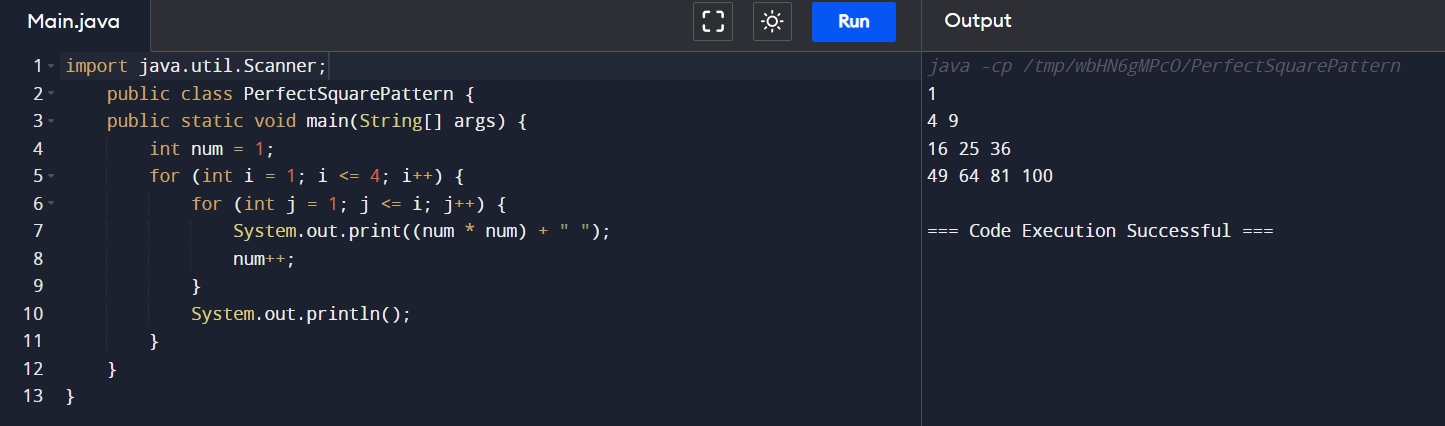 Main.java
Run
Output
1 import java.util.Scanner;
2     public class PerfectSquarePattern {
3     public static void main(String[] args) {
4         int num = 1;
5         for (int i = 1; i <= 4; i++) {
6             for (int j = 1; j <= i; j++) {
7                 System.out.print((num * num) + " ");
8                 num++;
9             }
10             System.out.println();
11         }
12     }
13 }
java -cp /tmp/wbHN6gMPcO/PerfectSquarePattern
1
4 9
16 25 36
49 64 81 100
=== Code Execution Successful ===